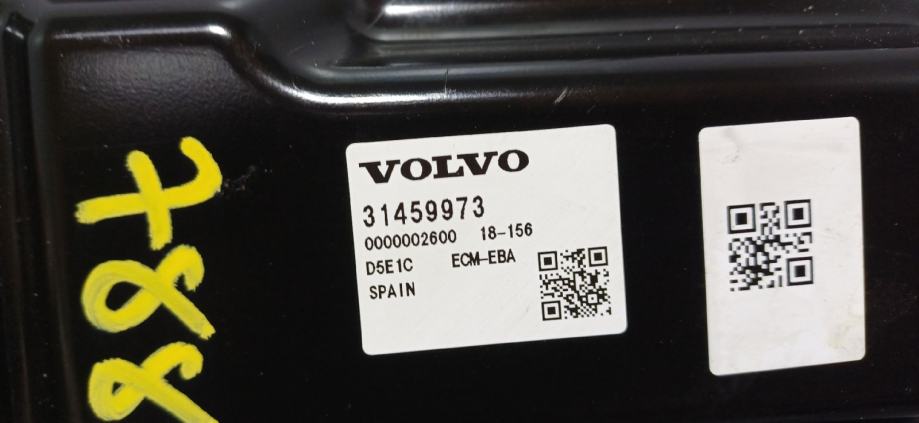 VOLVO
31459973
0000002600 18-156
D5E1C ECM-EBA
SPAIN